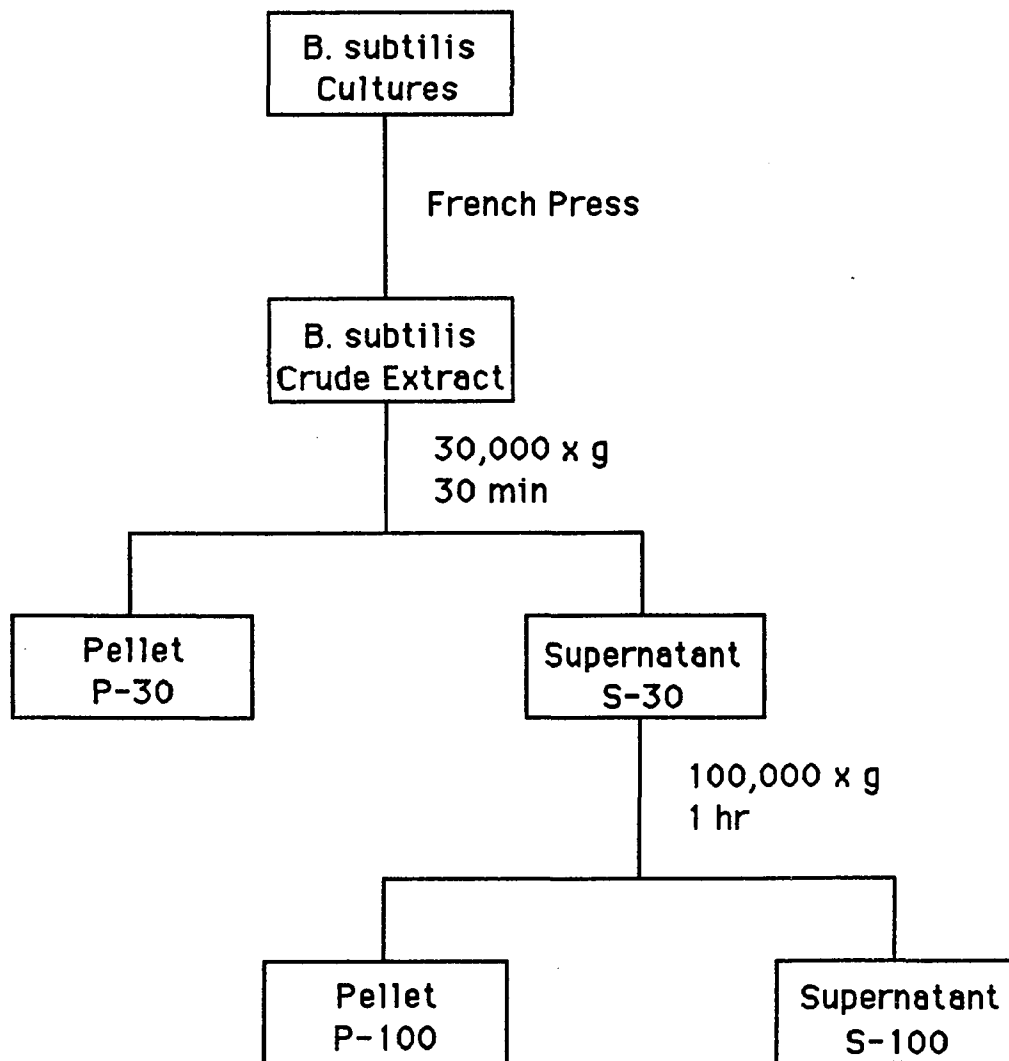 B. subtilis
Cultures
French Press
B. subtilis
Crude Extract
30,000 x g
30 min
Pellet
P-30
Supernatant
S-30
100,000 x g
1 hr
Pellet
P-100
Supernatant
S-100